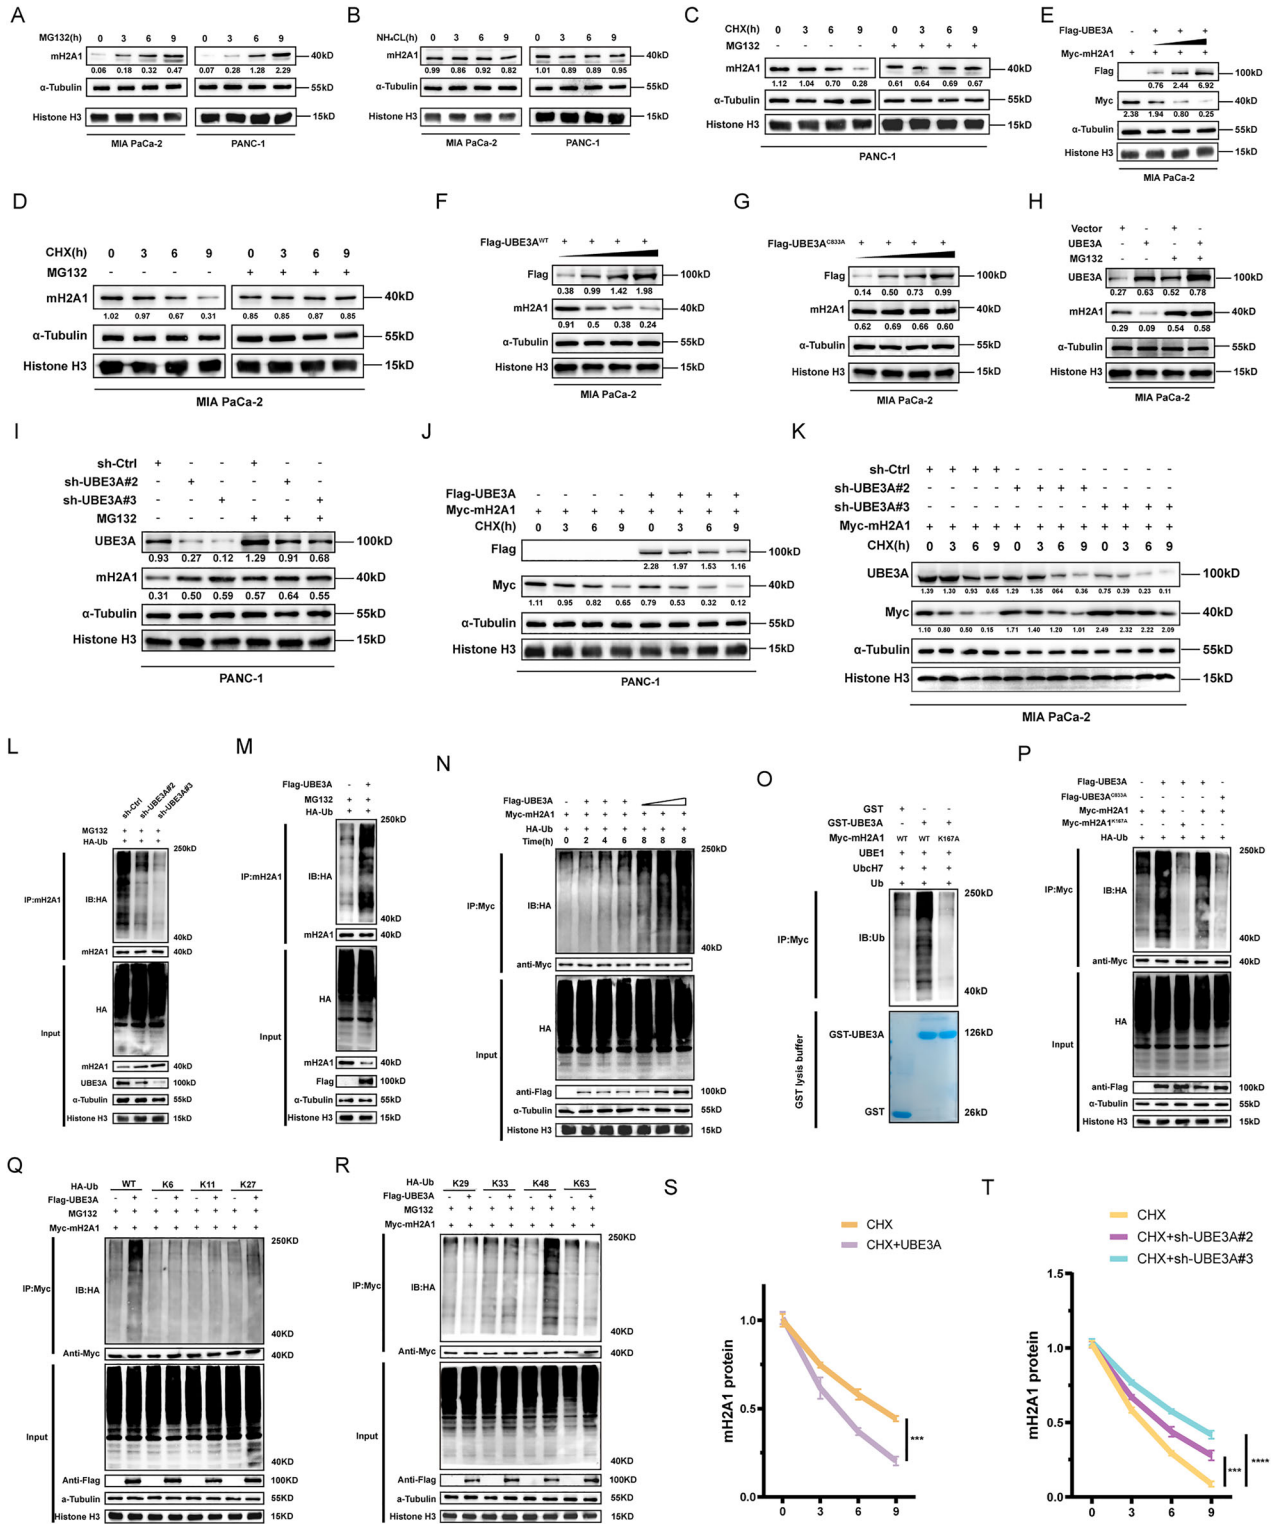 A
MG132(h) 0 3 6 9 0 3 6 9
mH2A1 40kD
0.06 0.18 0.32 0.47 0.07 0.28 1.28 2.29
α-Tubulin 55kD
Histone H3 15kD
MIA PaCa-2 PANC-1
B
NH₄CL(h) 0 3 6 9 0 3 6 9
mH2A1 40kD
0.99 0.86 0.92 0.82 1.01 0.89 0.89 0.95
α-Tubulin 55kD
Histone H3 15kD
MIA PaCa-2 PANC-1
C
CHX(h) 0 3 6 9 0 3 6 9
MG132 - - - - + + + +
mH2A1 40kD
1.12 1.04 0.70 0.28 0.61 0.64 0.69 0.67
α-Tubulin 55kD
Histone H3 15kD
PANC-1
E
Flag-UBE3A - + + +
Myc-mH2A1 + +
Flag 100kD
0.76 2.44 6.92
Myc 40kD
2.38 1.94 0.80 0.25
α-Tubulin 55kD
Histone H3 15kD
MIA PaCa-2
D
CHX(h) 0 3 6 9 0 3 6 9
MG132 - - - - + + + +
mH2A1 40kD
1.02 0.97 0.67 0.31 0.85 0.85 0.87 0.85
α-Tubulin 55kD
Histone H3 15kD
MIA PaCa-2
F
Flag-UBE3Aᵂᵀ + + + +
Flag 100kD
0.38 0.99 1.42 1.98
mH2A1 40kD
0.91 0.5 0.38 0.24
α-Tubulin 55kD
Histone H3 15kD
MIA PaCa-2
G
Flag-UBE3A^C833A + + + +
Flag 100kD
0.14 0.50 0.73 0.99
mH2A1 40kD
0.62 0.69 0.66 0.60
α-Tubulin 55kD
Histone H3 15kD
MIA PaCa-2
H
Vector + - + -
UBE3A - + - +
MG132 - - + +
UBE3A 100kD
0.27 0.63 0.52 0.78
mH2A1 40kD
0.29 0.09 0.54 0.58
α-Tubulin 55kD
Histone H3 15kD
MIA PaCa-2
I
sh-Ctrl + - - + - -
sh-UBE3A#2 - + - - + -
sh-UBE3A#3 - - + - - +
MG132 - - - + + +
UBE3A 100kD
0.93 0.27 0.12 1.29 0.91 0.68
mH2A1 40kD
0.31 0.50 0.59 0.57 0.64 0.55
α-Tubulin 55kD
Histone H3 15kD
PANC-1
J
Flag-UBE3A - - - - + + + +
Myc-mH2A1 + + + + + + + +
CHX(h) 0 3 6 9 0 3 6 9
Flag 100kD
2.28 1.97 1.53 1.16
Myc 40kD
1.11 0.95 0.82 0.65 0.79 0.53 0.32 0.12
α-Tubulin 55kD
Histone H3 15kD
PANC-1
K
sh-Ctrl + + + + - - - - - - - -
sh-UBE3A#2 - - - - + + + + - - - -
sh-UBE3A#3 - - - - - - - - + + + +
Myc-mH2A1 + + + + + + + + + + + +
CHX(h) 0 3 6 9 0 3 6 9 0 3 6 9
UBE3A 100kD
1.39 1.30 0.93 0.65 1.29 1.35 064 0.36 0.75 0.39 0.23 0.11
Myc 40kD
1.10 0.80 0.50 0.15 1.71 1.40 1.20 1.01 2.49 2.32 2.22 2.09
α-Tubulin 55kD
Histone H3 15kD
MIA PaCa-2
L
sh-Ctrl sh-UBE3A#2 sh-UBE3A#3
MG132 + + +
HA-Ub + + +
250kD
IP:mH2A1 IB:HA
40kD
mH2A1 40kD
Input HA
mH2A1 40kD
UBE3A 100kD
α-Tubulin 55kD
Histone H3 15kD
M
Flag-UBE3A - +
MG132 + +
HA-Ub + +
250kD
IP:mH2A1 IB:HA
40kD
mH2A1 40kD
HA
Input
mH2A1 40kD
Flag 100kD
α-Tubulin 55kD
Histone H3 15kD
N
Flag-UBE3A - + + +
Myc-mH2A1 + + + + + + +
HA-Ub + + + + + + +
Time(h) 0 2 4 6 8 8 8
250kD
IP:Myc IB:HA
40kD
anti-Myc 40kD
Input HA
anti-Flag 100kD
α-Tubulin 55kD
Histone H3 15kD
O
GST + - -
GST-UBE3A - + +
Myc-mH2A1 WT WT K167A
UBE1 + + +
UbcH7 + + +
Ub + + +
250kD
IP:Myc IB:Ub
40kD
GST lysis buffer
GST-UBE3A 126kD
GST 26kD
P
Flag-UBE3A - + + + -
Flag-UBE3A^C833A
Myc-mH2A1
Myc-mH2A1^K167A
HA-Ub + + + + +
250kD
IP:Myc IB:HA
40kD
anti-Myc 40kD
HA
Input
anti-Flag 100kD
α-Tubulin 55kD
Histone H3 15kD
Q
HA-Ub WT K6 K11 K27
Flag-UBE3A - + - + - + - +
MG132 + + + + + + + +
Myc-mH2A1 + + + + + + + +
250KD
IP:Myc IB:HA
40KD
Anti-Myc 40KD
Input
40KD
Anti-Flag 100KD
a-Tubulin 55KD
Histone H3 15KD
R
HA-Ub K29 K33 K48 K63
Flag-UBE3A - + - + - + - +
MG132 + + + + + + + +
Myc-mH2A1 + + + + + + + +
250KD
IP:Myc IB:HA
40KD
Anti-Myc 40KD
Input
40KD
Anti-Flag 100KD
a-Tubulin 55KD
Histone H3 15KD
S
CHX
CHX+UBE3A
mH2A1 protein
1.0
0.5
0.0
0 3 6 9
***
T
CHX
CHX+sh-UBE3A#2
CHX+sh-UBE3A#3
mH2A1 protein
1.5
1.0
0.5
0.0
0 3 6 9
*** ****